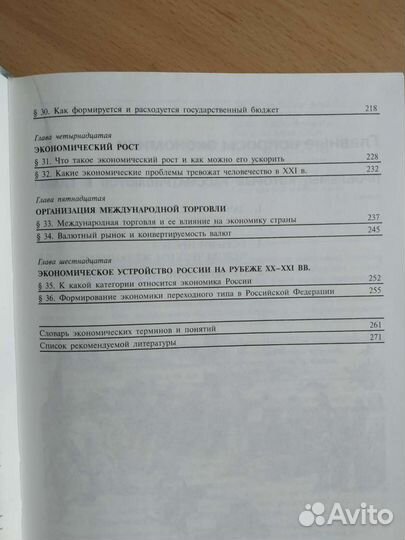 § 30. Как формируется и расходуется государственный бюджет 218
Глава четырнадцатая
ЭКОНОМИЧЕСКИЙ РОСТ
§ 31. Что такое экономический рост и как можно его ускорить 228
§ 32. Какие экономические проблемы тревожат человечество в XXI в. 232
Глава пятнадцатая
ОРГАНИЗАЦИЯ МЕЖДУНАРОДНОЙ ТОРГОВЛИ
§ 33. Международная торговля и ее влияние на экономику страны 237
§ 34. Валютный рынок и конвертируемость валют 245
Глава шестнадцатая
ЭКОНОМИЧЕСКОЕ УСТРОЙСТВО РОССИИ НА РУБЕЖЕ XX–XXI ВВ.
§ 35. К какой категории относится экономика России 252
§ 36. Формирование экономики переходного типа в Российской Федерации 255
Словарь экономических терминов и понятий 261
Список рекомендуемой литературы 271
Avito